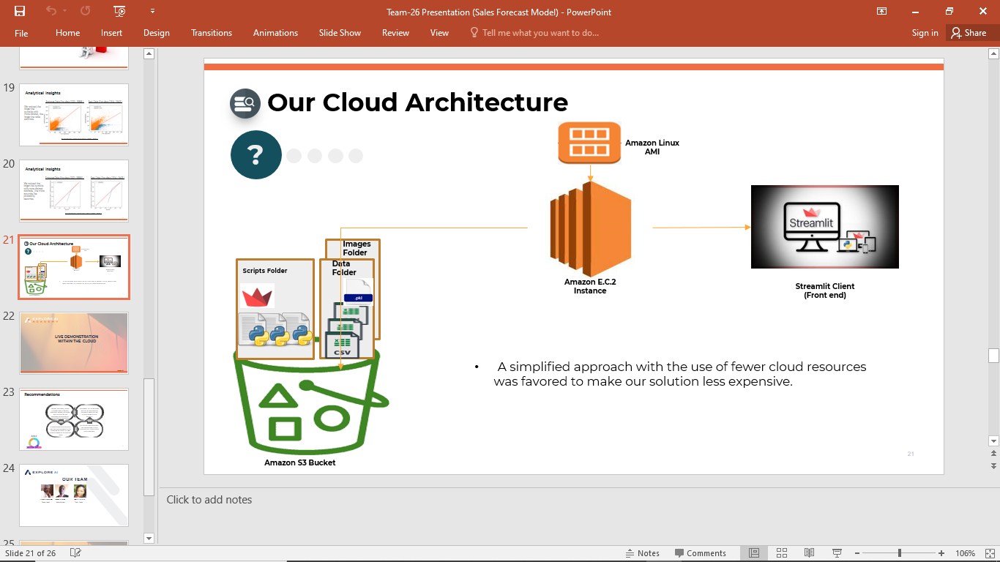 Team-26 Presentation (Sales Forecast Model) - PowerPoint
File Home Insert Design Transitions Animations Slide Show Review View Tell me what you want to do... Sign in Share
19
Analytical Insights
20
Analytical Insights
21
Our Cloud Architecture
22
EXPLORE AI
ACADEMY
LIVE DEMONSTRATION
WITHIN THE CLOUD
23
Recommendations
24
EXPLORE AI
OUR TEAM
25
Our Cloud Architecture
?
Amazon Linux
AMI
Streamlit
Images
Folder
Data
Folder
Scripts Folder
.pkl
CSV
Amazon E.C.2
Instance
Streamlit Client
(Front end)
• A simplified approach with the use of fewer cloud resources
was favored to make our solution less expensive.
Amazon S3 Bucket
21
Click to add notes
Slide 21 of 26 Notes Comments 106%